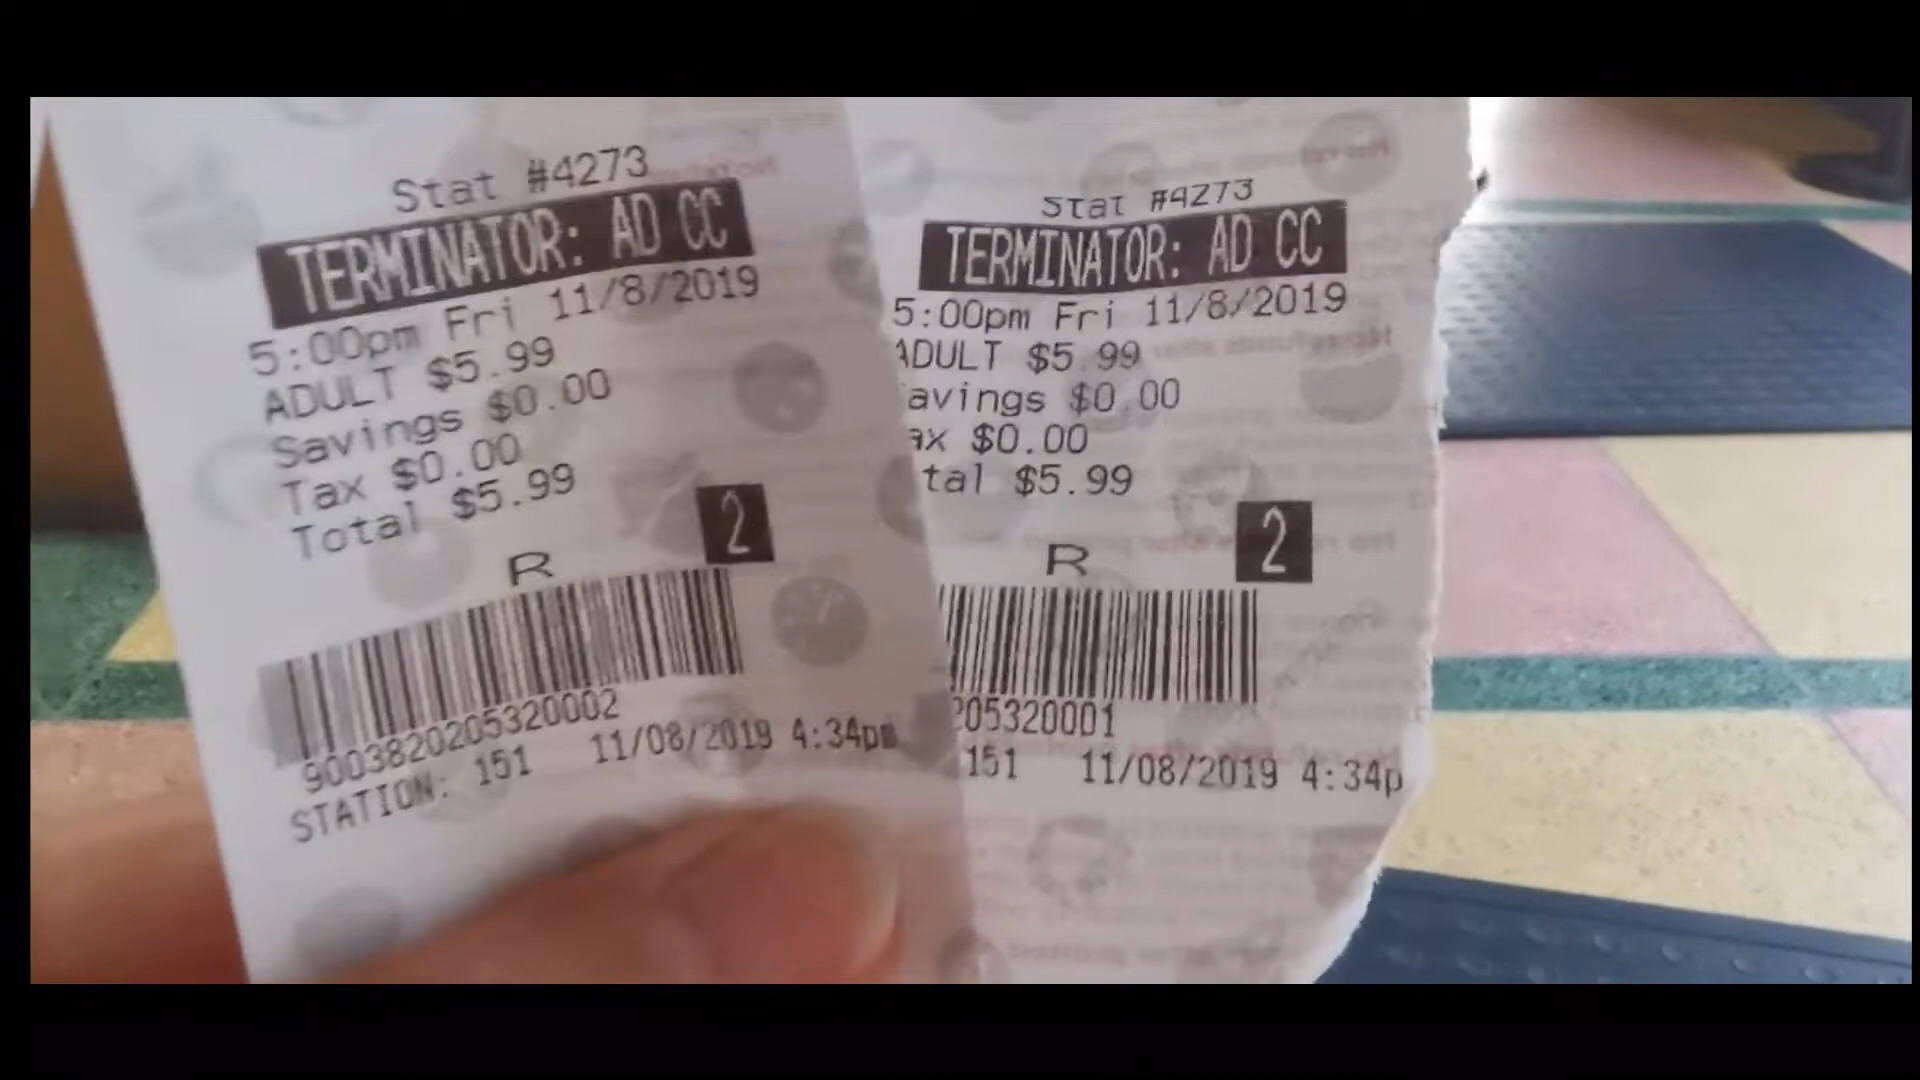 Stat #4273
TERMINATOR: AD CC
5:00pm Fri 11/8/2019
ADULT $5.99
Savings $0.00
Tax $0.00
Total $5.99
2
R
9003820205320002
STATION: 151 11/08/2019 4:34pm
Stat #4273
TERMINATOR: AD CC
5:00pm Fri 11/8/2019
ADULT $5.99
avings $0.00
ax $0.00
tal $5.99
2
R
205320001
151 11/08/2019 4:34p